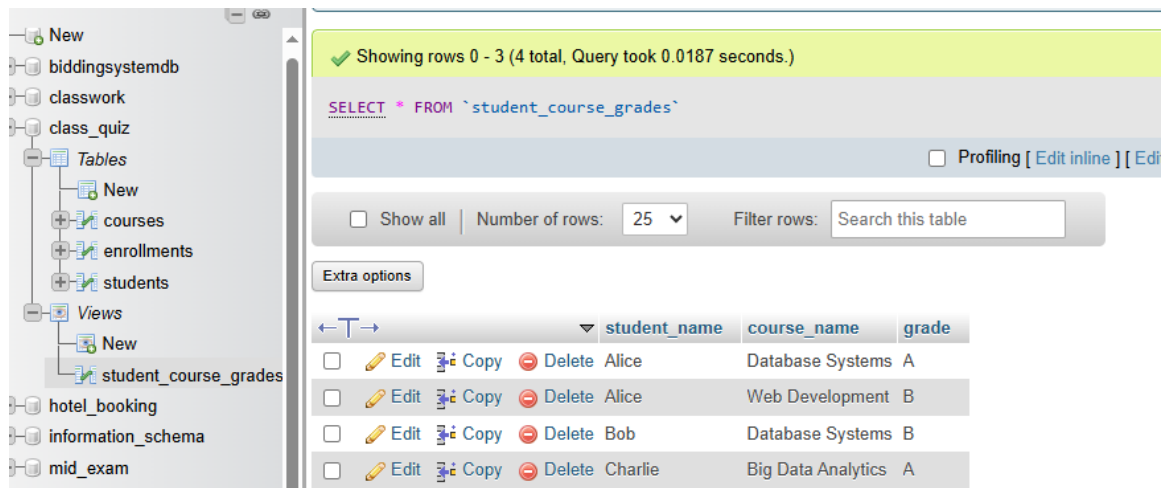 New
biddingsystemdb
classwork
class_quiz
Tables
New
courses
enrollments
students
Views
New
student_course_grades
hotel_booking
information_schema
mid_exam
Showing rows 0 - 3 (4 total, Query took 0.0187 seconds.)
SELECT * FROM `student_course_grades`
Profiling [ Edit inline ] [ Edi
Show all | Number of rows: 25 Filter rows: Search this table
Extra options
student_name course_name grade
Edit Copy Delete Alice Database Systems A
Edit Copy Delete Alice Web Development B
Edit Copy Delete Bob Database Systems B
Edit Copy Delete Charlie Big Data Analytics A